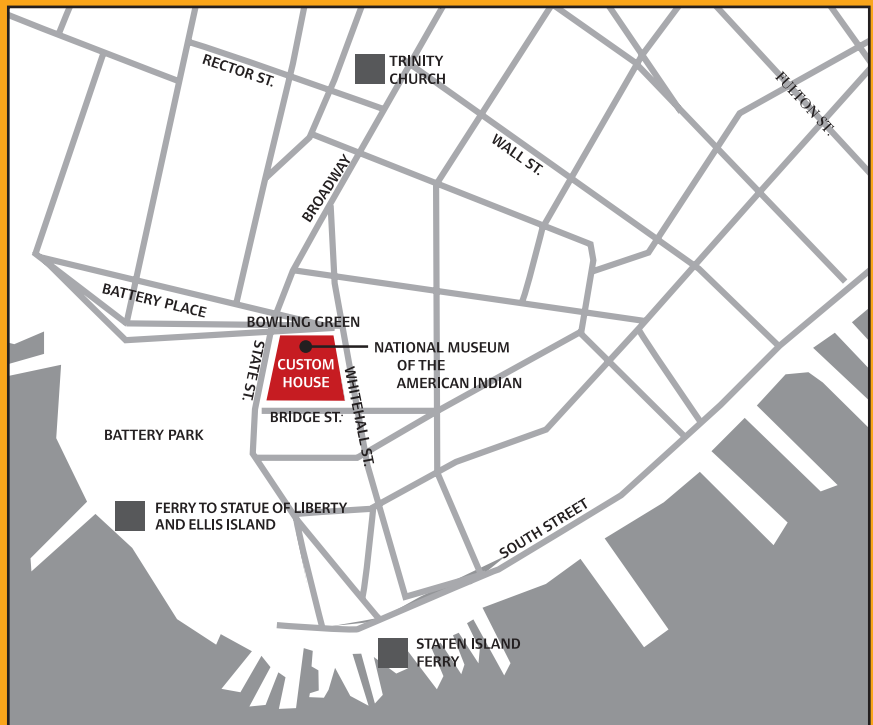 TRINITY
CHURCH
RECTOR ST.
FULTON ST.
WALL ST.
BROADWAY
BATTERY PLACE
BOWLING GREEN
STATE ST.
CUSTOM
HOUSE
NATIONAL MUSEUM
OF THE
AMERICAN INDIAN
WHITEHALL ST.
BRIDGE ST.
BATTERY PARK
FERRY TO STATUE OF LIBERTY
AND ELLIS ISLAND
SOUTH STREET
STATEN ISLAND
FERRY